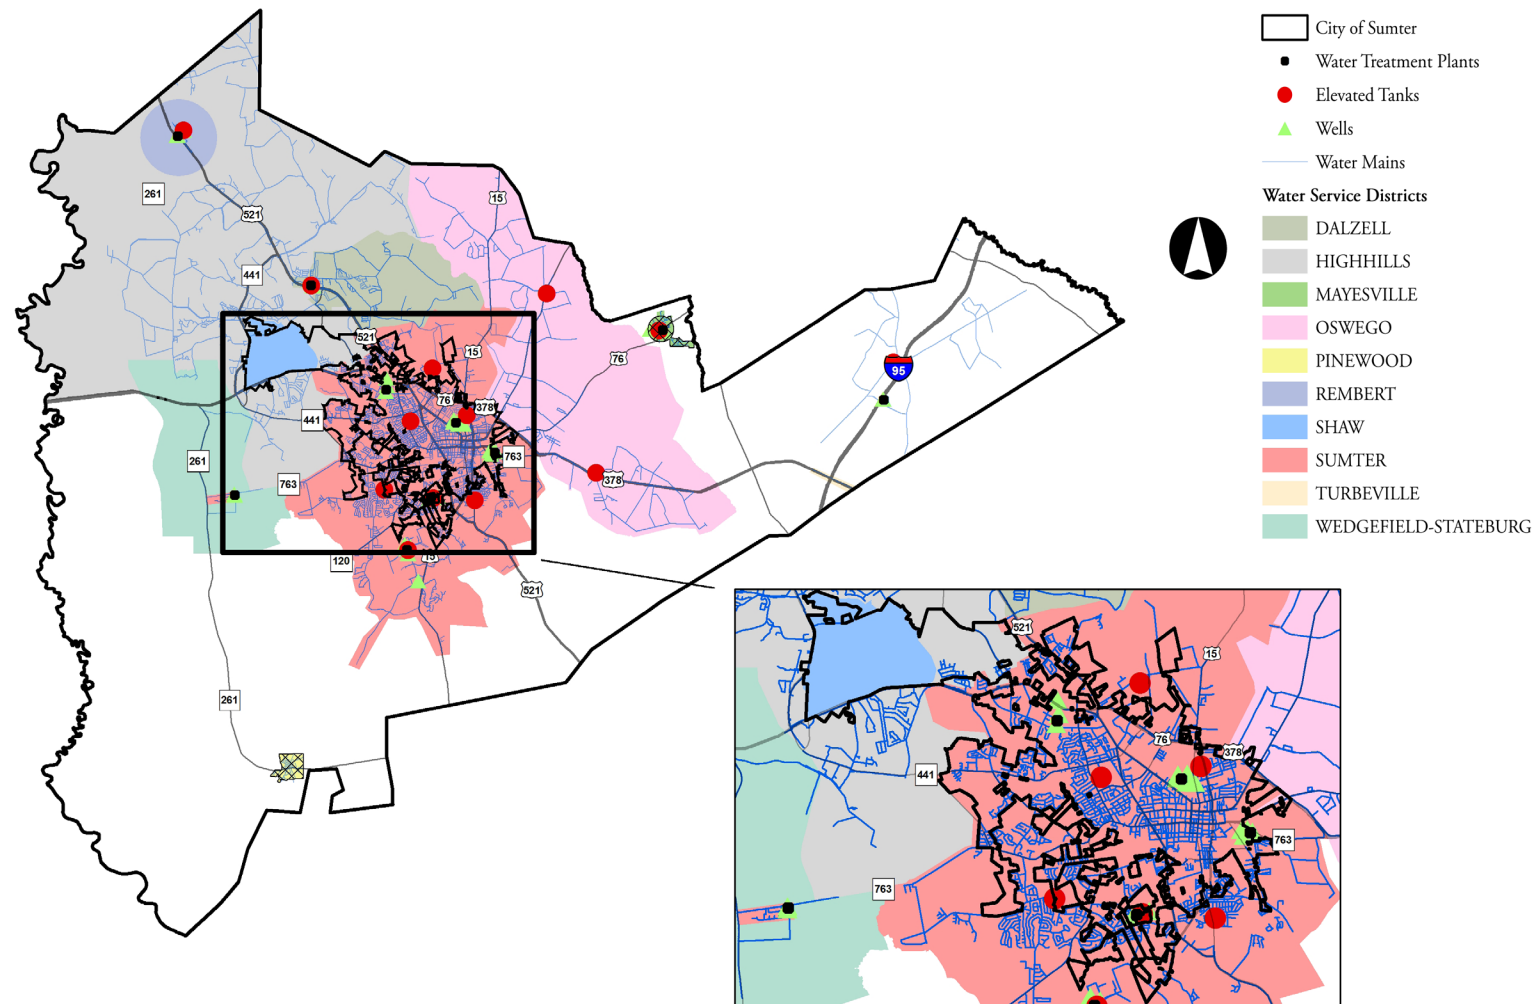 City of Sumter
Water Treatment Plants
Elevated Tanks
Wells
Water Mains
Water Service Districts
DALZELL
HIGHHILLS
MAYESVILLE
OSWEGO
PINEWOOD
REMBERT
SHAW
SUMTER
TURBEVILLE
WEDGEFIELD-STATEBURG
261
15
521
441
521
15
76
95
76
378
441
261
763
763
378
120
15
521
261
521
15
76
378
441
763
763